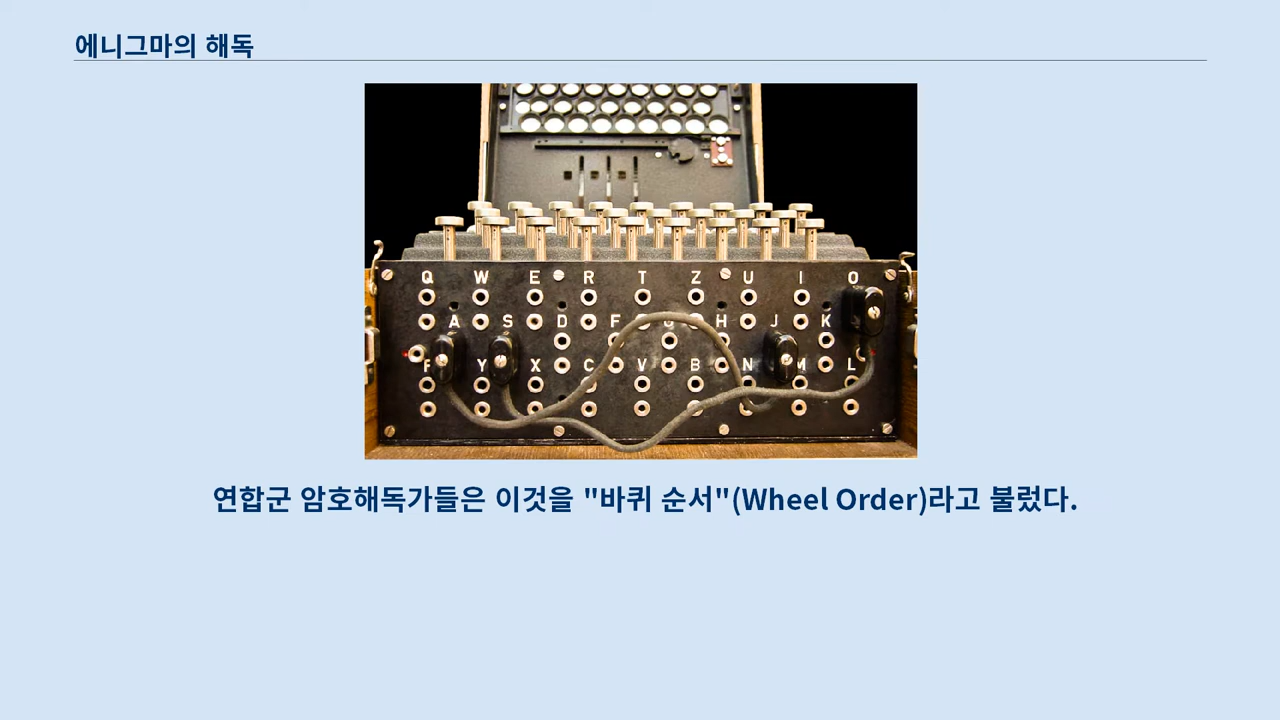 에니그마의 해독
Q W E R T Z U I O
A S D F G H J K
P Y X C V B N M L
연합군 암호해독가들은 이것을 "바퀴 순서"(Wheel Order)라고 불렀다.